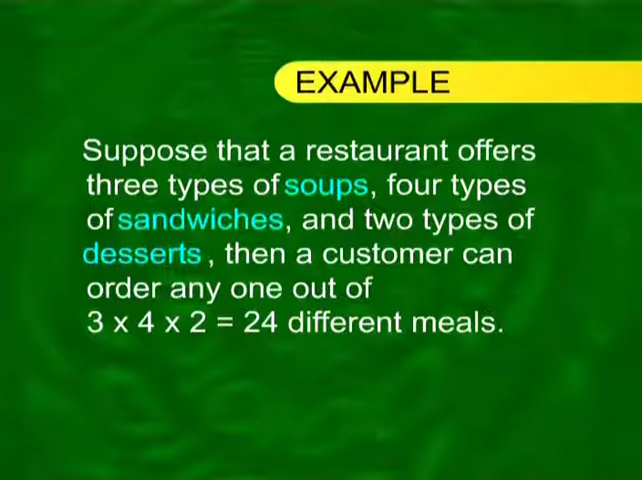 EXAMPLE
Suppose that a restaurant offers
three types of soups, four types
of sandwiches, and two types of
desserts , then a customer can
order any one out of
3 x 4 x 2 = 24 different meals.